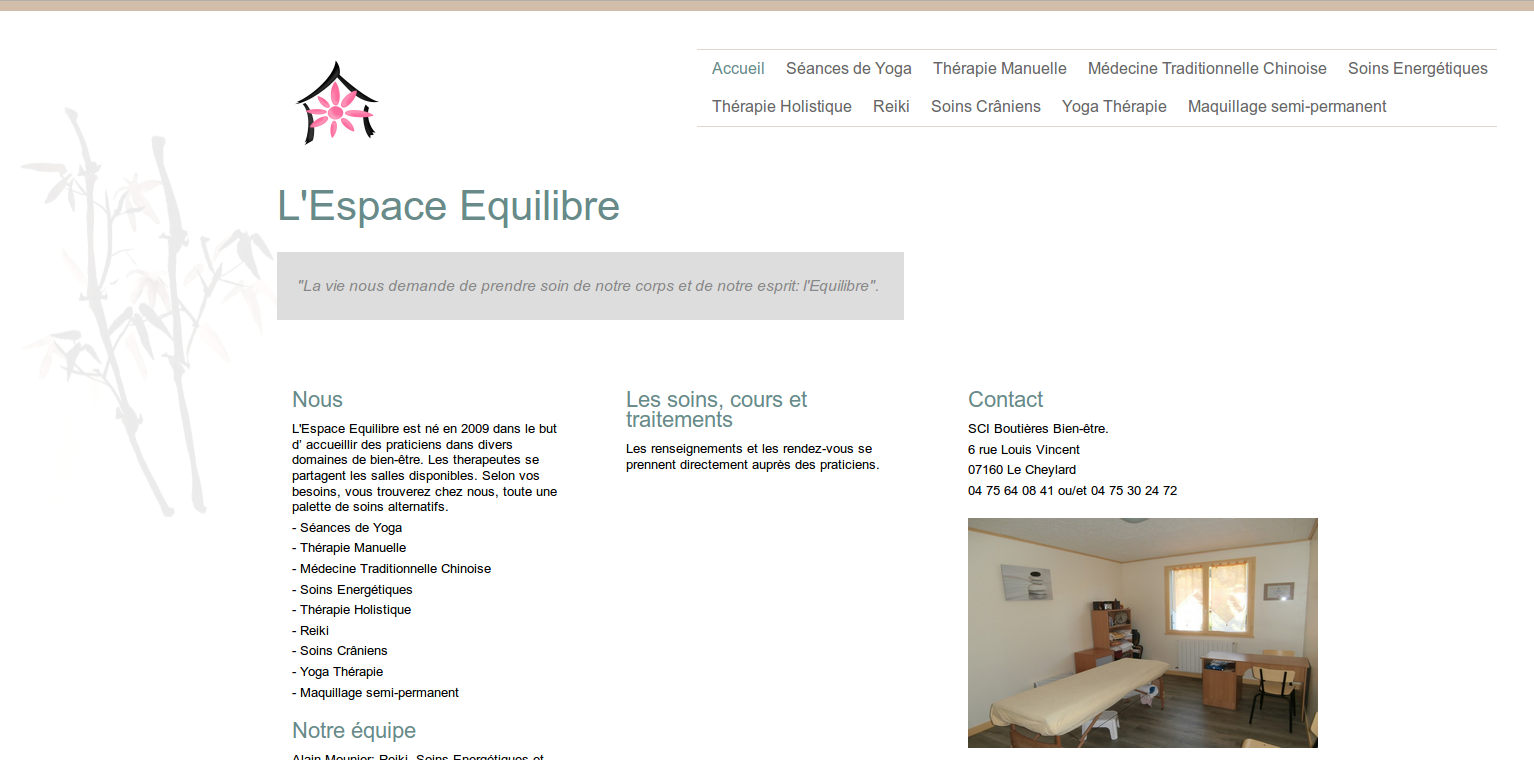 Accueil Séances de Yoga Thérapie Manuelle Médecine Traditionnelle Chinoise Soins Energétiques
Thérapie Holistique Reiki Soins Crâniens Yoga Thérapie Maquillage semi-permanent
L'Espace Equilibre
"La vie nous demande de prendre soin de notre corps et de notre esprit: l'Equilibre".
Nous
L'Espace Equilibre est né en 2009 dans le but
d' accueillir des praticiens dans divers
domaines de bien-être. Les therapeutes se
partagent les salles disponibles. Selon vos
besoins, vous trouverez chez nous, toute une
palette de soins alternatifs.
- Séances de Yoga
- Thérapie Manuelle
- Médecine Traditionnelle Chinoise
- Soins Energétiques
- Thérapie Holistique
- Reiki
- Soins Crâniens
- Yoga Thérapie
- Maquillage semi-permanent
Notre équipe
Alain Meunier: Reiki, Soins Energétiques et
Les soins, cours et
traitements
Les renseignements et les rendez-vous se
prennent directement auprès des praticiens.
Contact
SCI Boutières Bien-être.
6 rue Louis Vincent
07160 Le Cheylard
04 75 64 08 41 ou/et 04 75 30 24 72